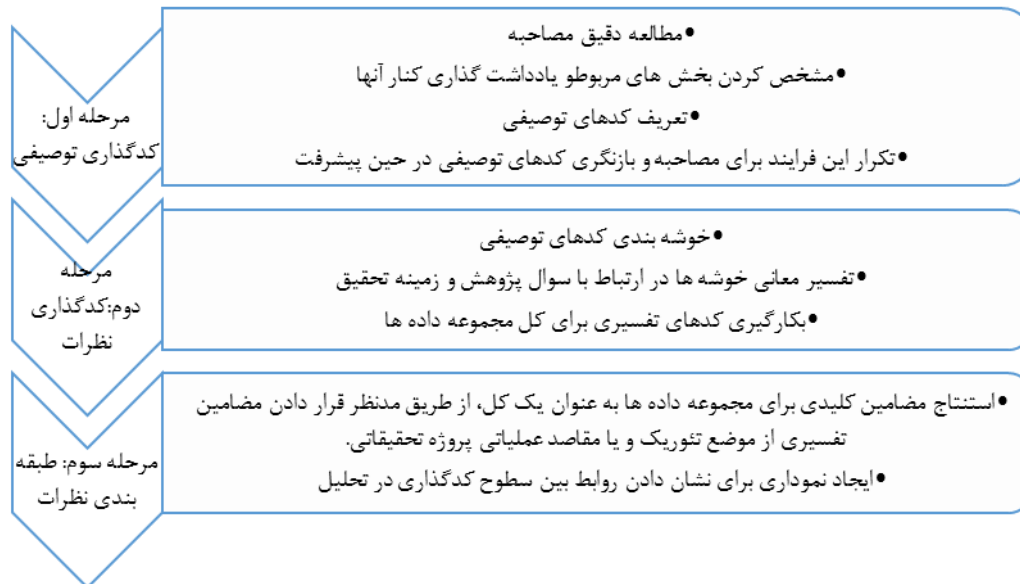 مرحله اول:
کدگذاری توصیفی
•مطالعه دقیق مصاحبه
•مشخص کردن بخش های مربوطو یادداشت گذاری کنار آنها
•تعریف کدهای توصیفی
•تکرار این فرایند برای مصاحبه و بازنگری کدهای توصیفی در حین پیشرفت
مرحله
دوم:کدگذاری
نظرات
•خوشه بندی کدهای توصیفی
•تفسیر معانی خوشه ها در ارتباط با سوال پژوهش و زمینه تحقیق
•بکارگیری کدهای تفسیری برای کل مجموعه داده ها
مرحله سوم: طبقه
بندی نظرات
•استنتاج مضامین کلیدی برای مجموعه داده ها به عنوان یک کل، از طریق مدنظر قرار دادن مضامین
تفسیری از موضع تئوریک و یا مقاصد عملیاتی پروژه تحقیقاتی.
•ایجاد نموداری برای نشان دادن روابط بین سطوح کدگذاری در تحلیل